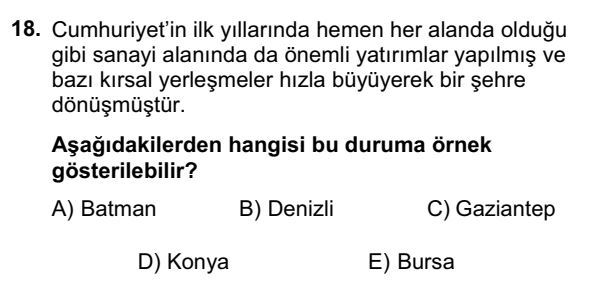 18. Cumhuriyet'in ilk yıllarında hemen her alanda olduğu
gibi sanayi alanında da önemli yatırımlar yapılmış ve
bazı kırsal yerleşmeler hızla büyüyerek bir şehre
dönüşmüştür.
Aşağıdakilerden hangisi bu duruma örnek
gösterilebilir?
A) Batman B) Denizli C) Gaziantep
D) Konya E) Bursa